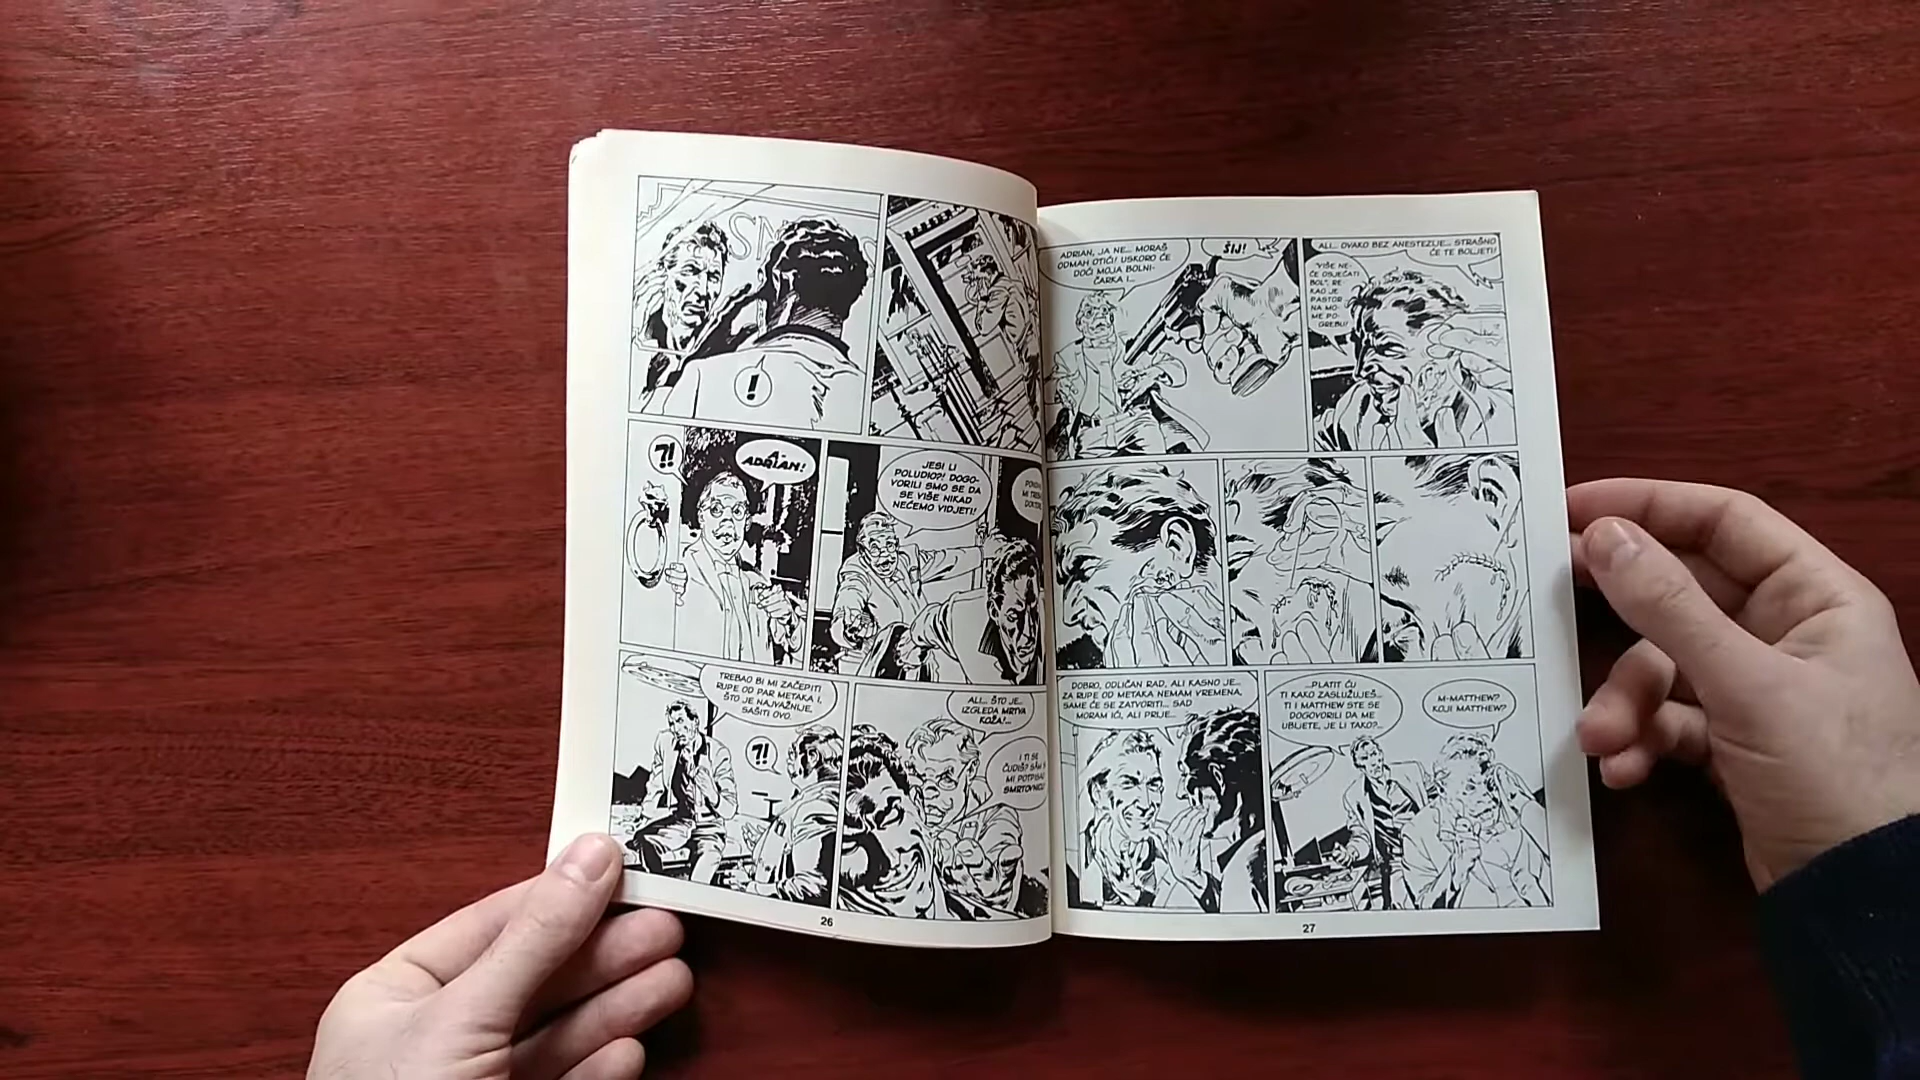 !
?!
A-
ADRIAN!
JESI LI
POLUDIO?! DOGO-
VORILI SMO SE DA
SE VIŠE NIKAD
NEĆEMO VIDJETI!
TREBAO BI MI ZAČEPITI
RUPE OD PAR METAKA I,
ŠTO JE NAJVAŽNIJE,
SAŠITI OVO.
?!
ALI... ŠTO JE...
IZGLEDA MRTVA
KOŽA!...
I TI SE
ČUDIŠ? SAM
MI POTPISAO
SMRTOVNICU
26
ADRIAN, JA NE... MORAŠ
ODMAH OTIĆI! USKORO ĆE
DOĆI MOJA BOLNI-
ČARKA I...
ŠIJ!
ALI... OVAKO BEZ ANESTEZIJE... STRAŠNO
ĆE TE BOLJETI!
"VIŠE NE-
ĆE OSJEĆATI
BOL", RE-
KAO JE
PASTOR
NA MO-
ME PO-
GREBU!
DOBRO, ODLIČAN RAD, ALI KASNO JE...
ZA RUPE OD METAKA NEMAM VREMENA,
SAME ĆE SE ZATVORITI... SAD
MORAM IĆI, ALI PRIJE...
...PLATIT ĆU
TI KAKO ZASLUŽUJEŠ...
TI I MATTHEW STE SE
DOGOVORILI DA ME
UBIJETE, JE LI TAKO?...
M-MATTHEW?
KOJI MATTHEW?
27